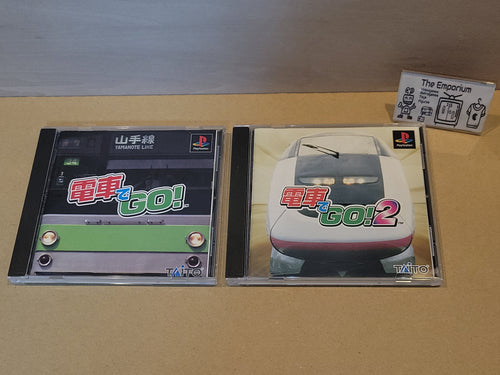 The Emporium
山手線
YAMANOTE LINE
PlayStation
電車でGO!
TAITO
PlayStation
電車でGO!2
TAITO